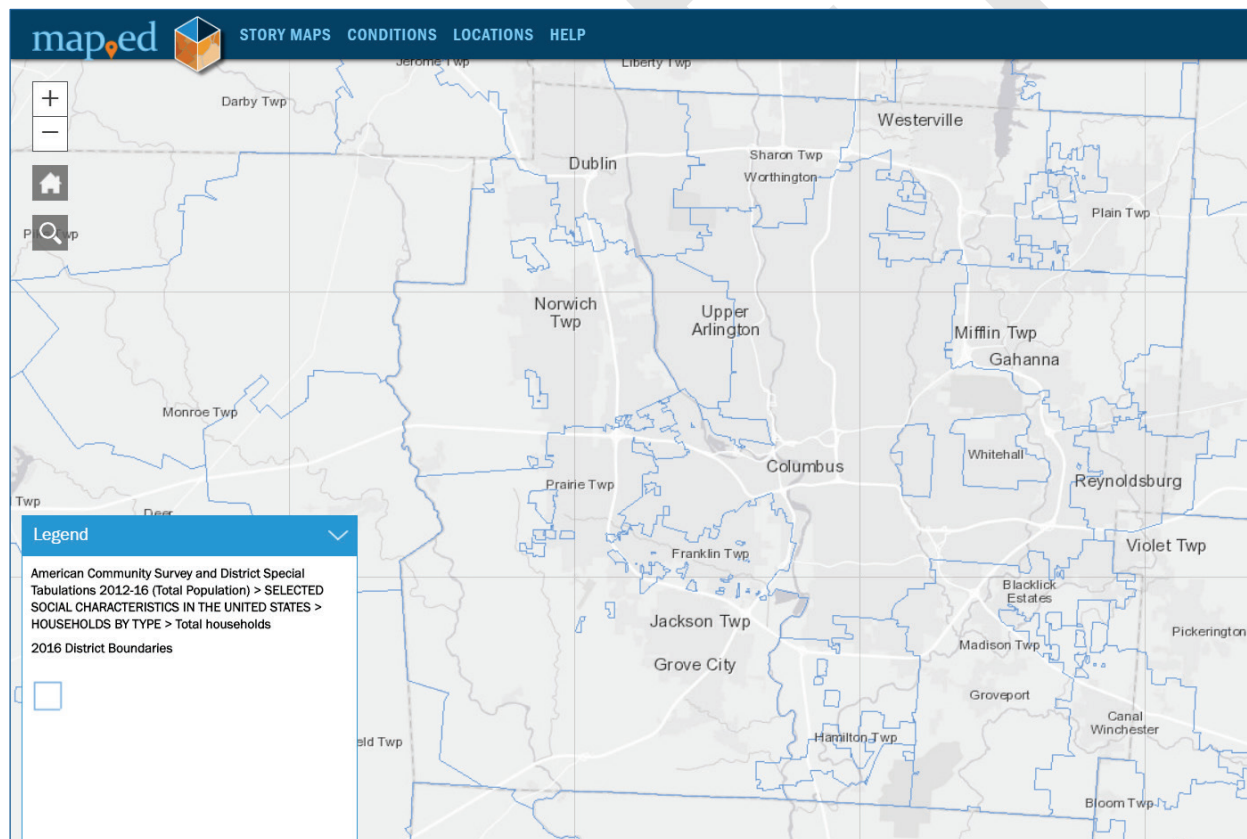 map.ed
STORY MAPS CONDITIONS LOCATIONS HELP
Jerome Twp
Liberty Twp
+
Darby Twp
Westerville
−
Dublin
Sharon Twp
Worthington
Plain Twp
Twp
Norwich
Twp
Upper
Arlington
Mifflin Twp
Gahanna
Monroe Twp
Whitehall
Columbus
Prairie Twp
Reynoldsburg
Twp
Deer
Legend
Franklin Twp
Violet Twp
American Community Survey and District Special
Tabulations 2012-16 (Total Population) > SELECTED
SOCIAL CHARACTERISTICS IN THE UNITED STATES >
HOUSEHOLDS BY TYPE > Total households
2016 District Boundaries
Blacklick
Estates
Jackson Twp
Pickerington
Madison Twp
Grove City
Groveport
Canal
Winchester
eld Twp
Hamilton Twp
Bloom Twp